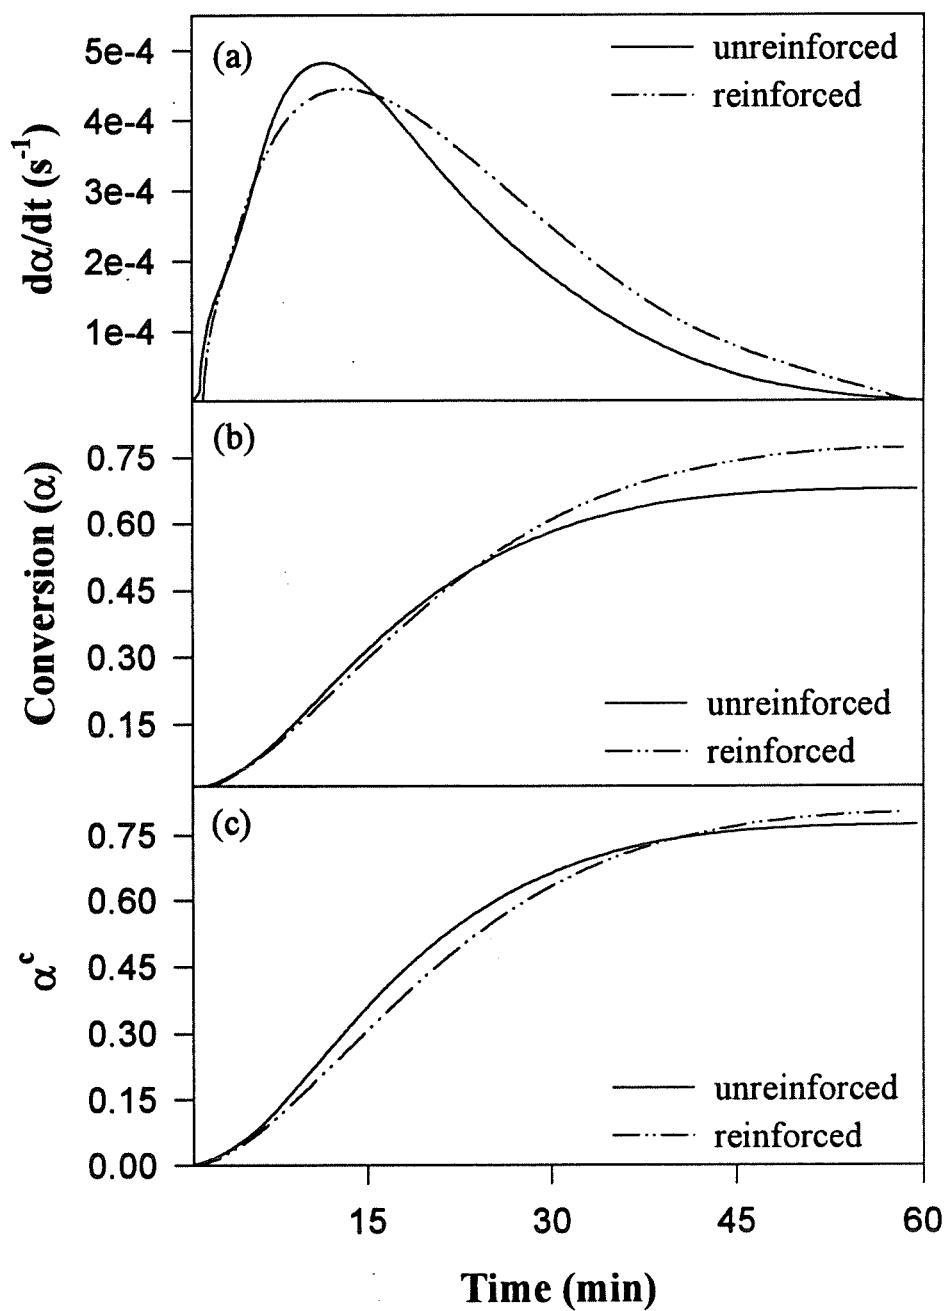 (a)
unreinforced
reinforced
5e-4
4e-4
3e-4
2e-4
1e-4
dα/dt (s⁻¹)
(b)
0.75
0.60
0.45
0.30
0.15
Conversion (α)
unreinforced
reinforced
(c)
0.75
0.60
0.45
0.30
0.15
0.00
αᶜ
unreinforced
reinforced
15 30 45 60
Time (min)